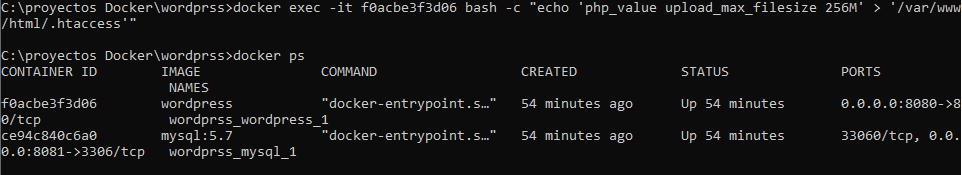 C:\proyectos Docker\wordprss>docker exec -it f0acbe3f3d06 bash -c "echo 'php_value upload_max_filesize 256M' > '/var/www
/html/.htaccess'"
C:\proyectos Docker\wordprss>docker ps
CONTAINER ID        IMAGE               COMMAND                  CREATED             STATUS              PORTS
                     NAMES
f0acbe3f3d06        wordpress           "docker-entrypoint.s…"   54 minutes ago      Up 54 minutes       0.0.0.0:8080->8
0/tcp                wordprss_wordpress_1
ce94c840c6a0        mysql:5.7           "docker-entrypoint.s…"   54 minutes ago      Up 54 minutes       33060/tcp, 0.0.
0.0:8081->3306/tcp   wordprss_mysql_1